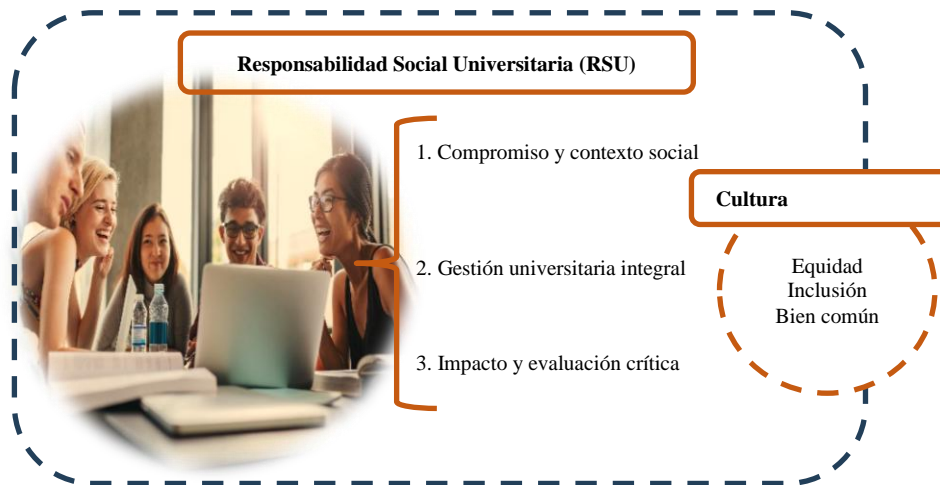 Responsabilidad Social Universitaria (RSU)
1. Compromiso y contexto social
2. Gestión universitaria integral
3. Impacto y evaluación crítica
Cultura
Equidad
Inclusión
Bien común